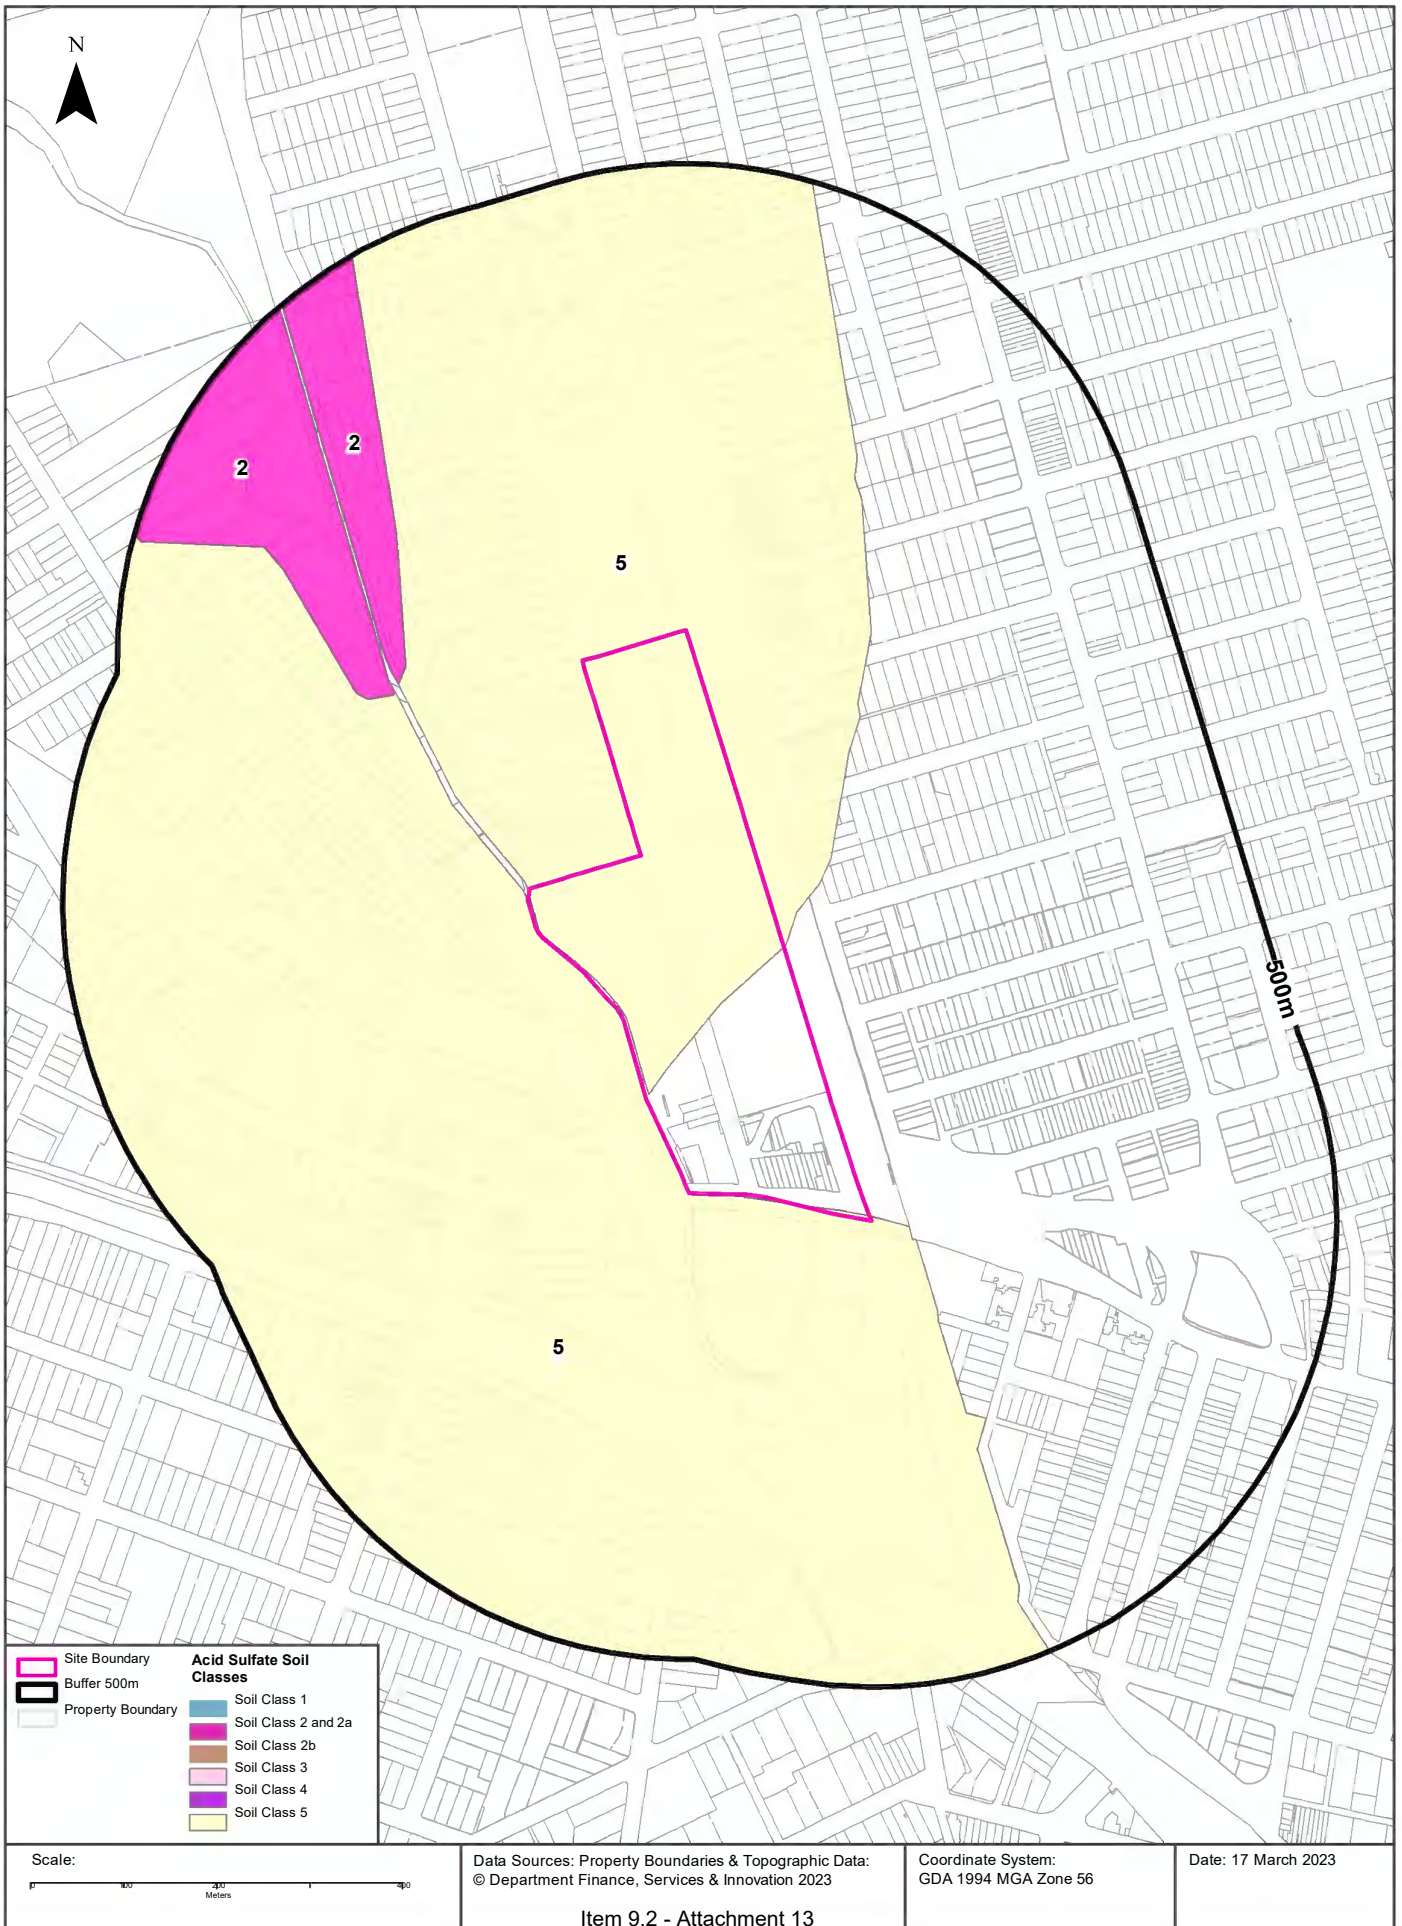 N
2
2
5
500m
5
Site Boundary
Buffer 500m
Property Boundary
Acid Sulfate Soil
Classes
Soil Class 1
Soil Class 2 and 2a
Soil Class 2b
Soil Class 3
Soil Class 4
Soil Class 5
Scale:
0 100 200 400
Meters
Data Sources: Property Boundaries & Topographic Data:
© Department Finance, Services & Innovation 2023
Coordinate System:
GDA 1994 MGA Zone 56
Date: 17 March 2023
Item 9.2 - Attachment 13